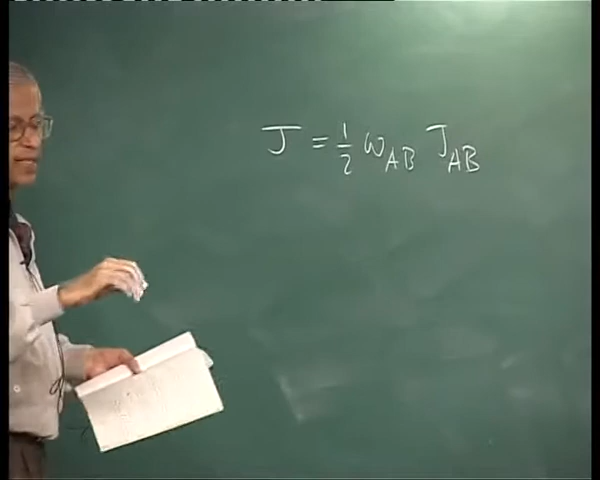 J = 1/2 ω_AB J_AB